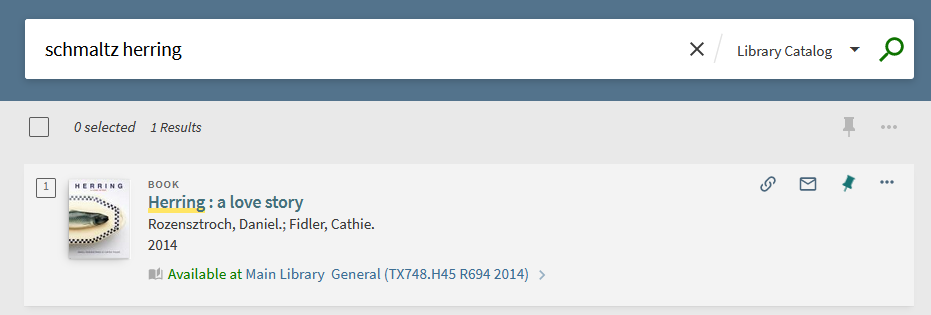 schmaltz herring
Library Catalog
0 selected 1 Results
1
HERRING
BOOK
Herring : a love story
Rozensztroch, Daniel.; Fidler, Cathie.
2014
Available at Main Library General (TX748.H45 R694 2014)